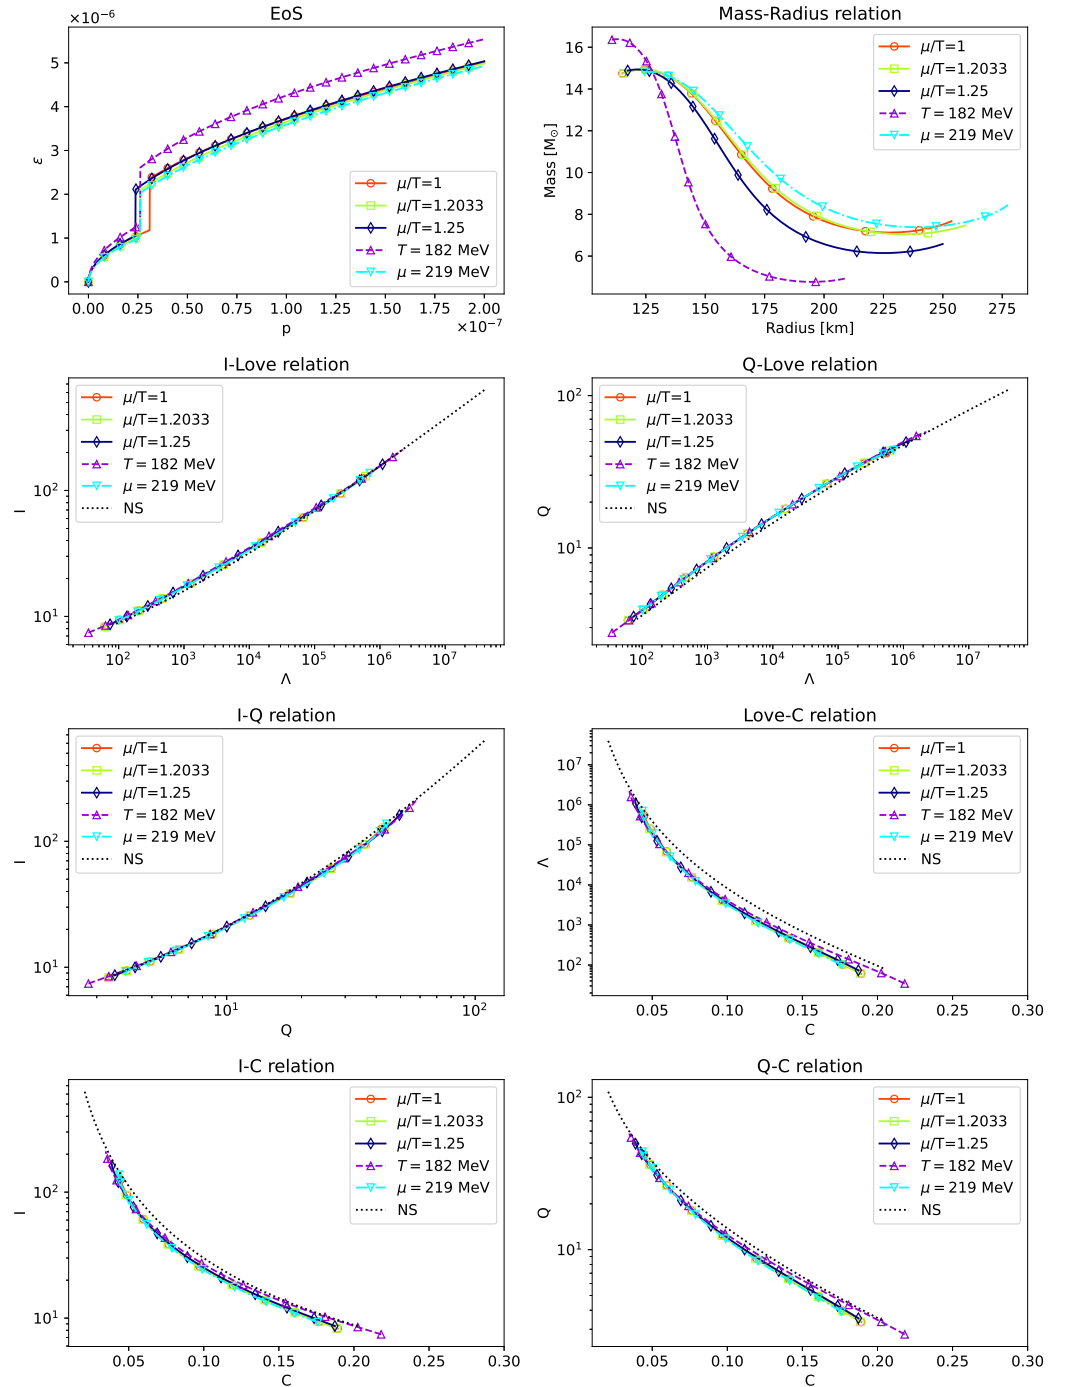 EoS
×10⁻⁶
5
4
3
2
1
0
ε
μ/T=1
μ/T=1.2033
μ/T=1.25
T = 182 MeV
μ = 219 MeV
0.00 0.25 0.50 0.75 1.00 1.25 1.50 1.75 2.00
p
×10⁻⁷
Mass-Radius relation
16
14
12
10
8
6
Mass [M⊙]
μ/T=1
μ/T=1.2033
μ/T=1.25
T = 182 MeV
μ = 219 MeV
125 150 175 200 225 250 275
Radius [km]
I-Love relation
μ/T=1
μ/T=1.2033
μ/T=1.25
T = 182 MeV
μ = 219 MeV
NS
10²
10¹
I
10² 10³ 10⁴ 10⁵ 10⁶ 10⁷
Λ
Q-Love relation
μ/T=1
μ/T=1.2033
μ/T=1.25
T = 182 MeV
μ = 219 MeV
NS
10²
10¹
Q
10² 10³ 10⁴ 10⁵ 10⁶ 10⁷
Λ
I-Q relation
μ/T=1
μ/T=1.2033
μ/T=1.25
T = 182 MeV
μ = 219 MeV
NS
10²
10¹
I
10¹ 10²
Q
Love-C relation
μ/T=1
μ/T=1.2033
μ/T=1.25
T = 182 MeV
μ = 219 MeV
NS
10⁷
10⁶
10⁵
10⁴
10³
10²
Λ
0.05 0.10 0.15 0.20 0.25 0.30
C
I-C relation
μ/T=1
μ/T=1.2033
μ/T=1.25
T = 182 MeV
μ = 219 MeV
NS
10²
10¹
I
0.05 0.10 0.15 0.20 0.25 0.30
C
Q-C relation
μ/T=1
μ/T=1.2033
μ/T=1.25
T = 182 MeV
μ = 219 MeV
NS
10²
10¹
Q
0.05 0.10 0.15 0.20 0.25 0.30
C